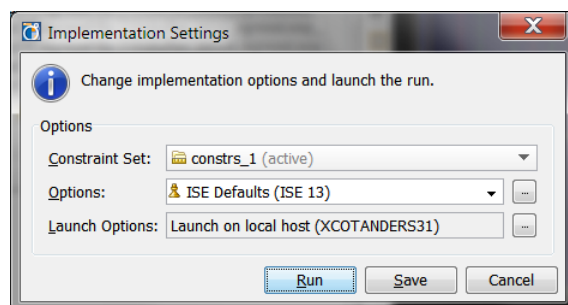 Implementation Settings
Change implementation options and launch the run.
Options
Constraint Set: constrs_1 (active)
Options: ISE Defaults (ISE 13) ...
Launch Options: Launch on local host (XCOTANDERS31) ...
Run Save Cancel